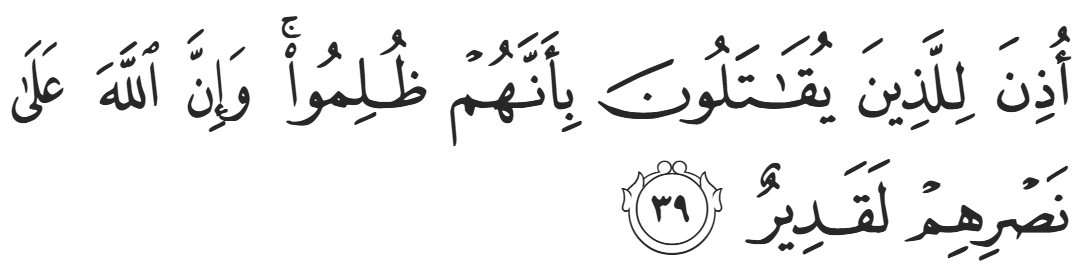 أُذِنَ لِلَّذِينَ يُقَٰتَلُونَ بِأَنَّهُمْ ظُلِمُوا۟ ۚ وَإِنَّ ٱللَّهَ عَلَىٰ
نَصْرِهِمْ لَقَدِيرٌ ٣٩